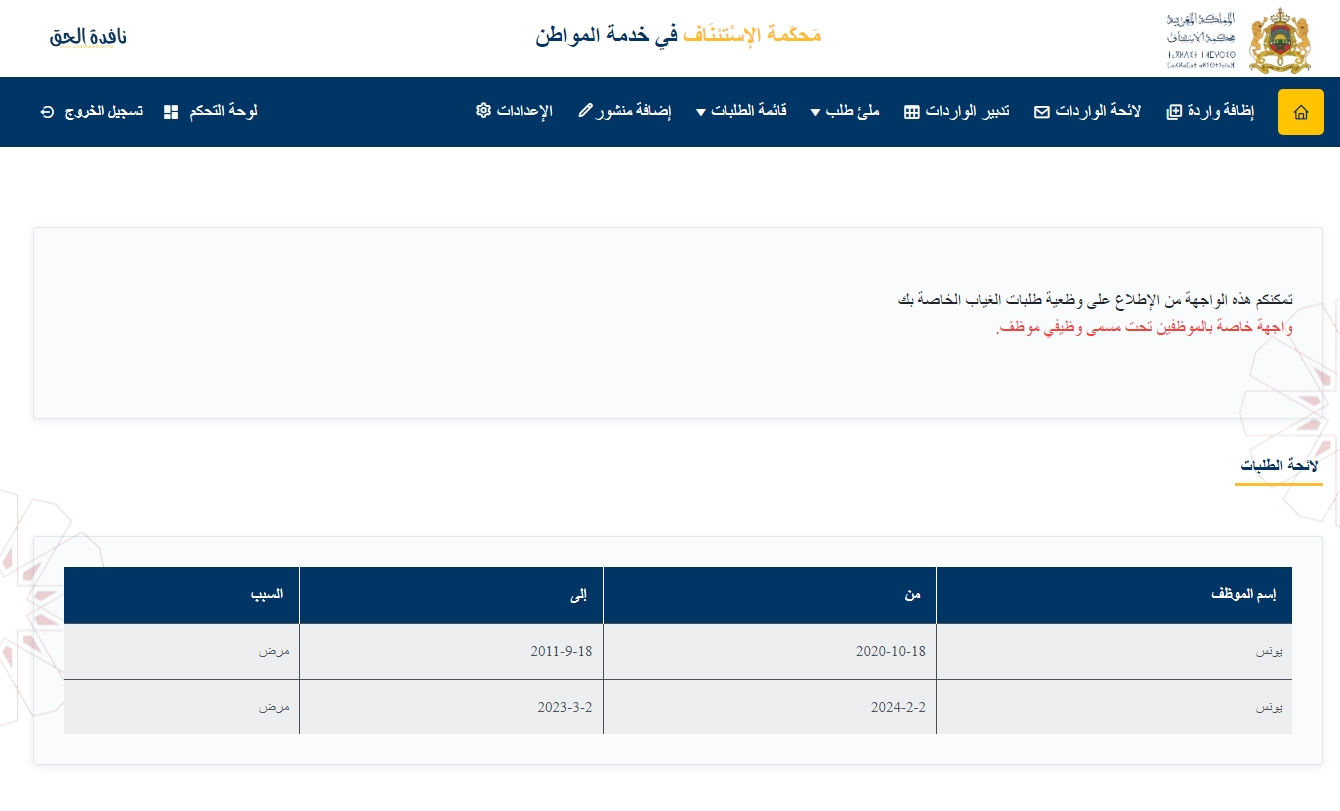 المملكة المغربية
محكمة الاستئناف
مَحكَمة الإسْتئنَاف في خدمة المواطن
نافدة الحق
إظافة واردة
لائحة الواردات
تدبير الواردات
ملئ طلب
قائمة الطلبات
إضافة منشور
الإعدادات
لوحة التحكم
تسجيل الخروج
تمكنكم هذه الواجهة من الإطلاع على وظعية طلبات الغياب الخاصة بك
واجهة خاصة بالموظفين تحت مسمى وظيفي موظف.
لائحة الطلبات
إسم الموظف من إلى السبب
يونس 2020-10-18 2011-9-18 مرض
يونس 2024-2-2 2023-3-2 مرض